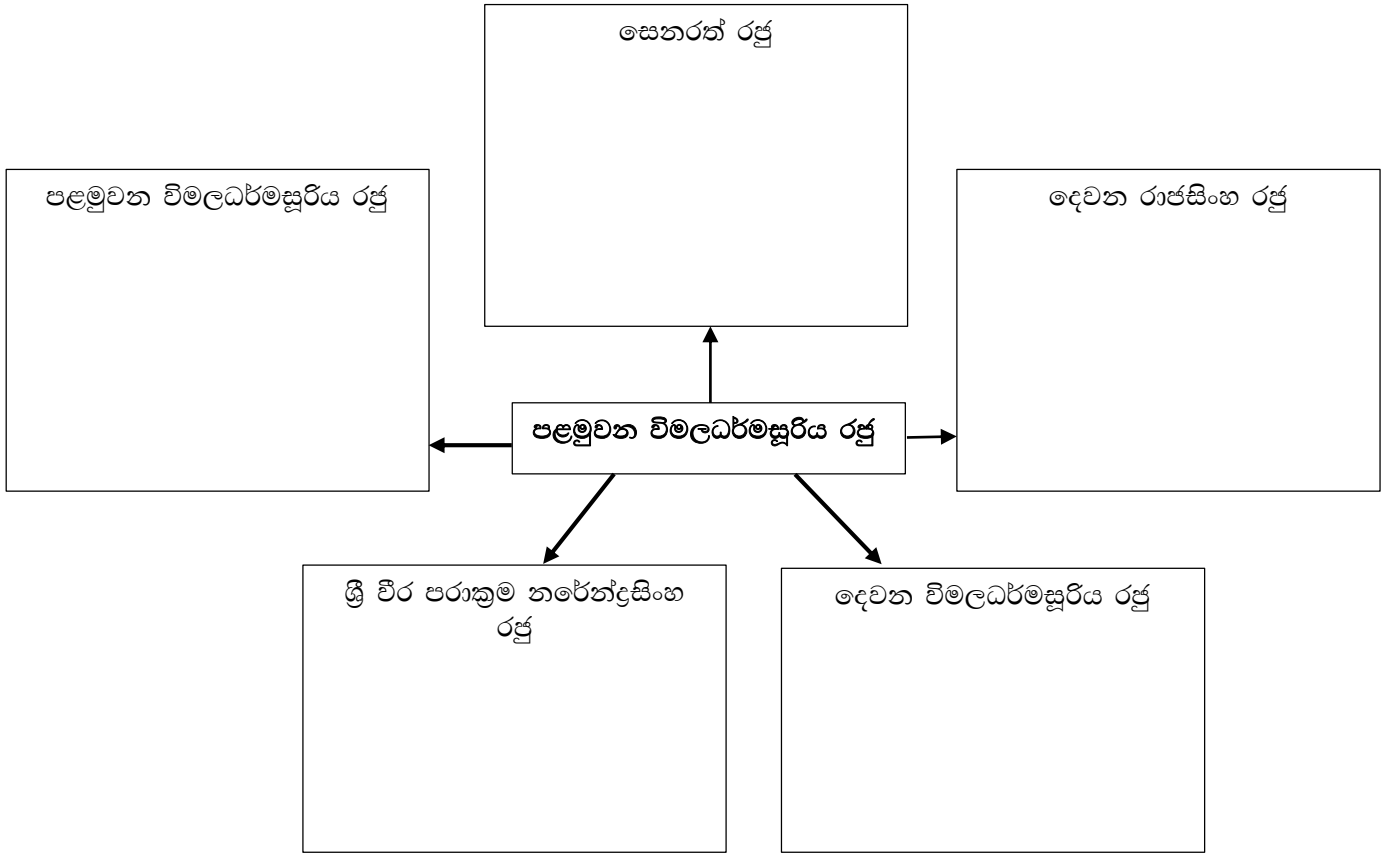 සෙනරත් රජු
පළමුවන විමලධර්මසූරිය රජු
දෙවන රාජසිංහ රජු
පළමුවන විමලධර්මසූරිය රජු
ශ්‍රී වීර පරාක්‍රම නරේන්ද්‍රසිංහ
රජු
දෙවන විමලධර්මසූරිය රජු